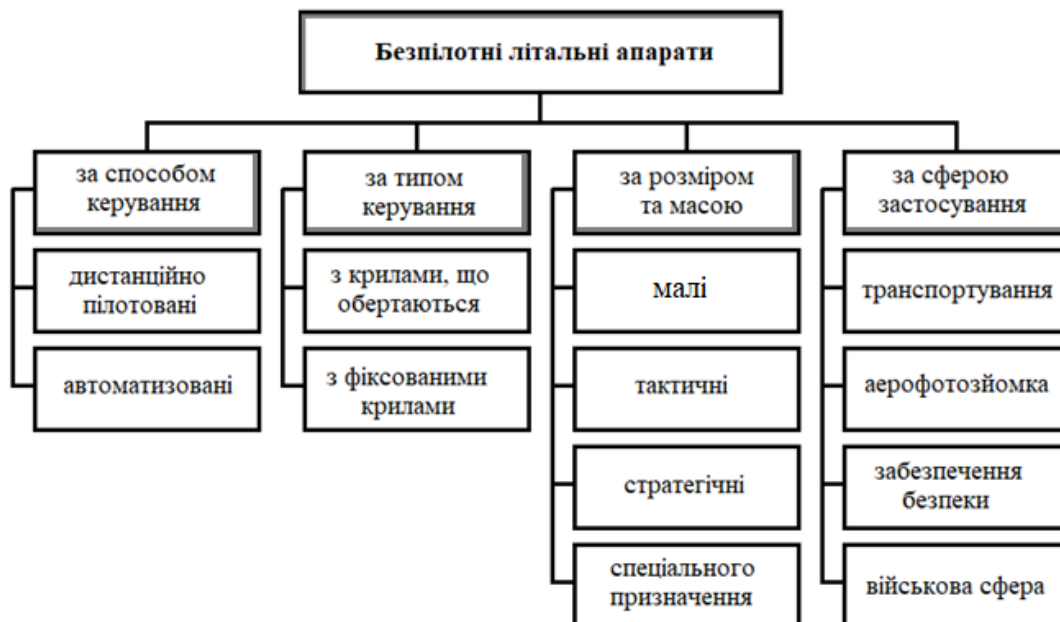 Безпілотні літальні апарати
за способом
керування
дистанційно
пілотовані
автоматизовані
за типом
керування
з крилами, що
обертаються
з фіксованими
крилами
за розміром
та масою
малі
тактичні
стратегічні
спеціального
призначення
за сферою
застосування
транспортування
аерофотозйомка
забезпечення
безпеки
військова сфера